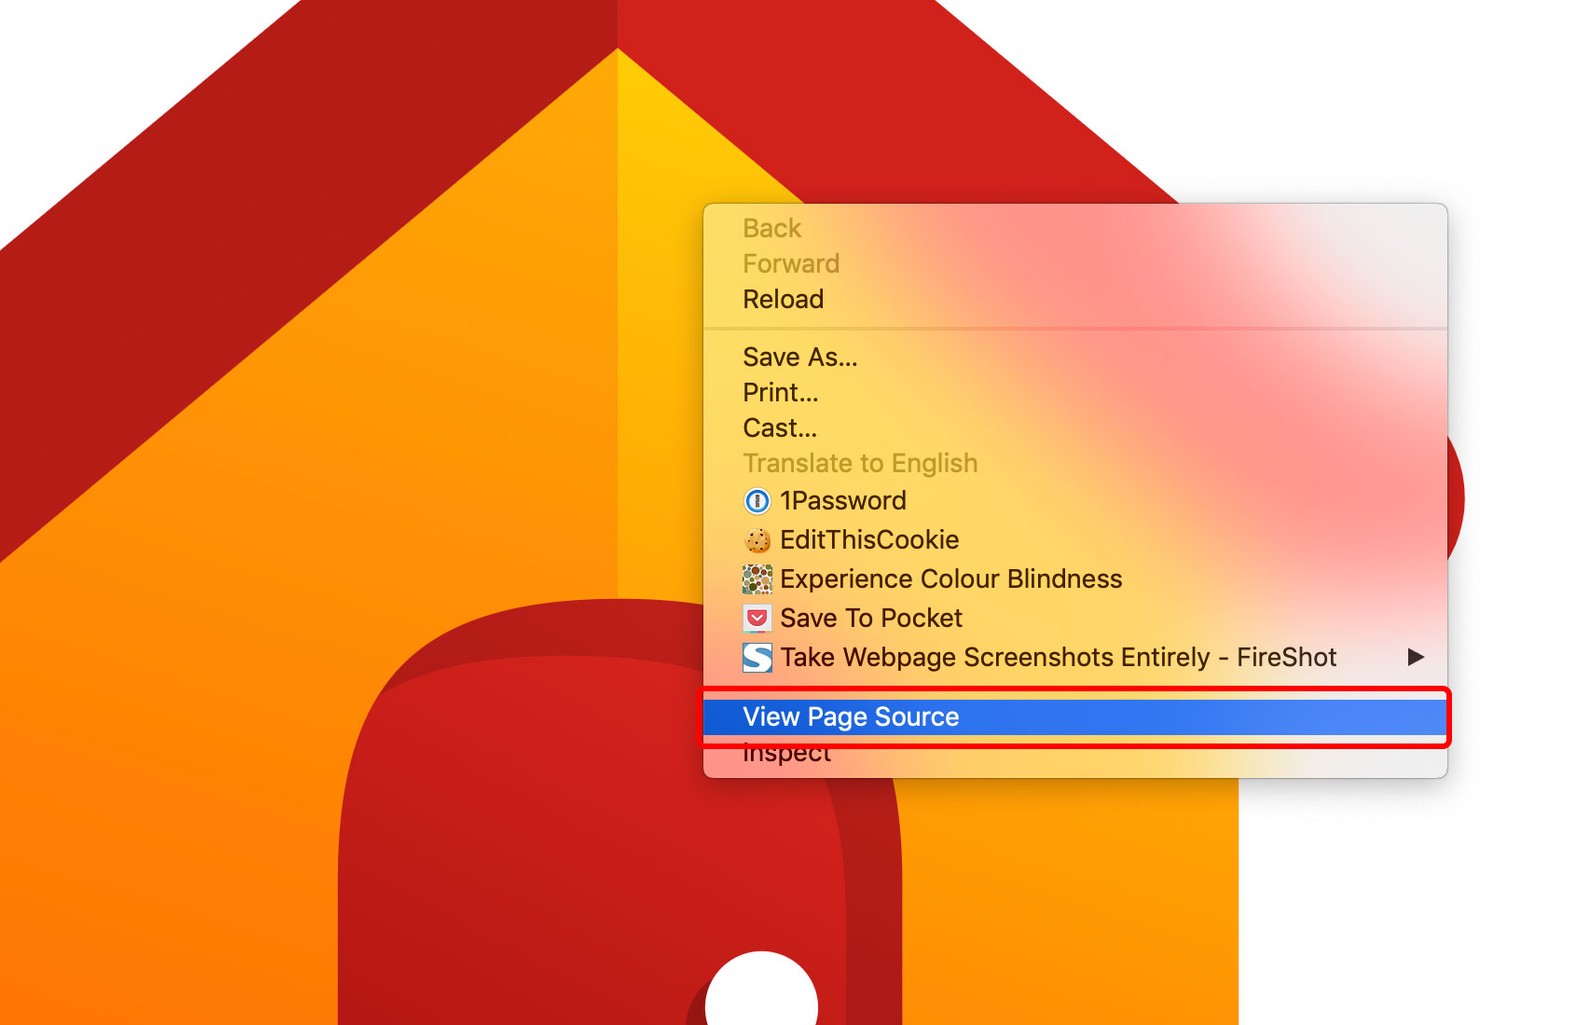 Back
Forward
Reload
Save As...
Print...
Cast...
Translate to English
1Password
EditThisCookie
Experience Colour Blindness
Save To Pocket
Take Webpage Screenshots Entirely - FireShot
View Page Source
Inspect